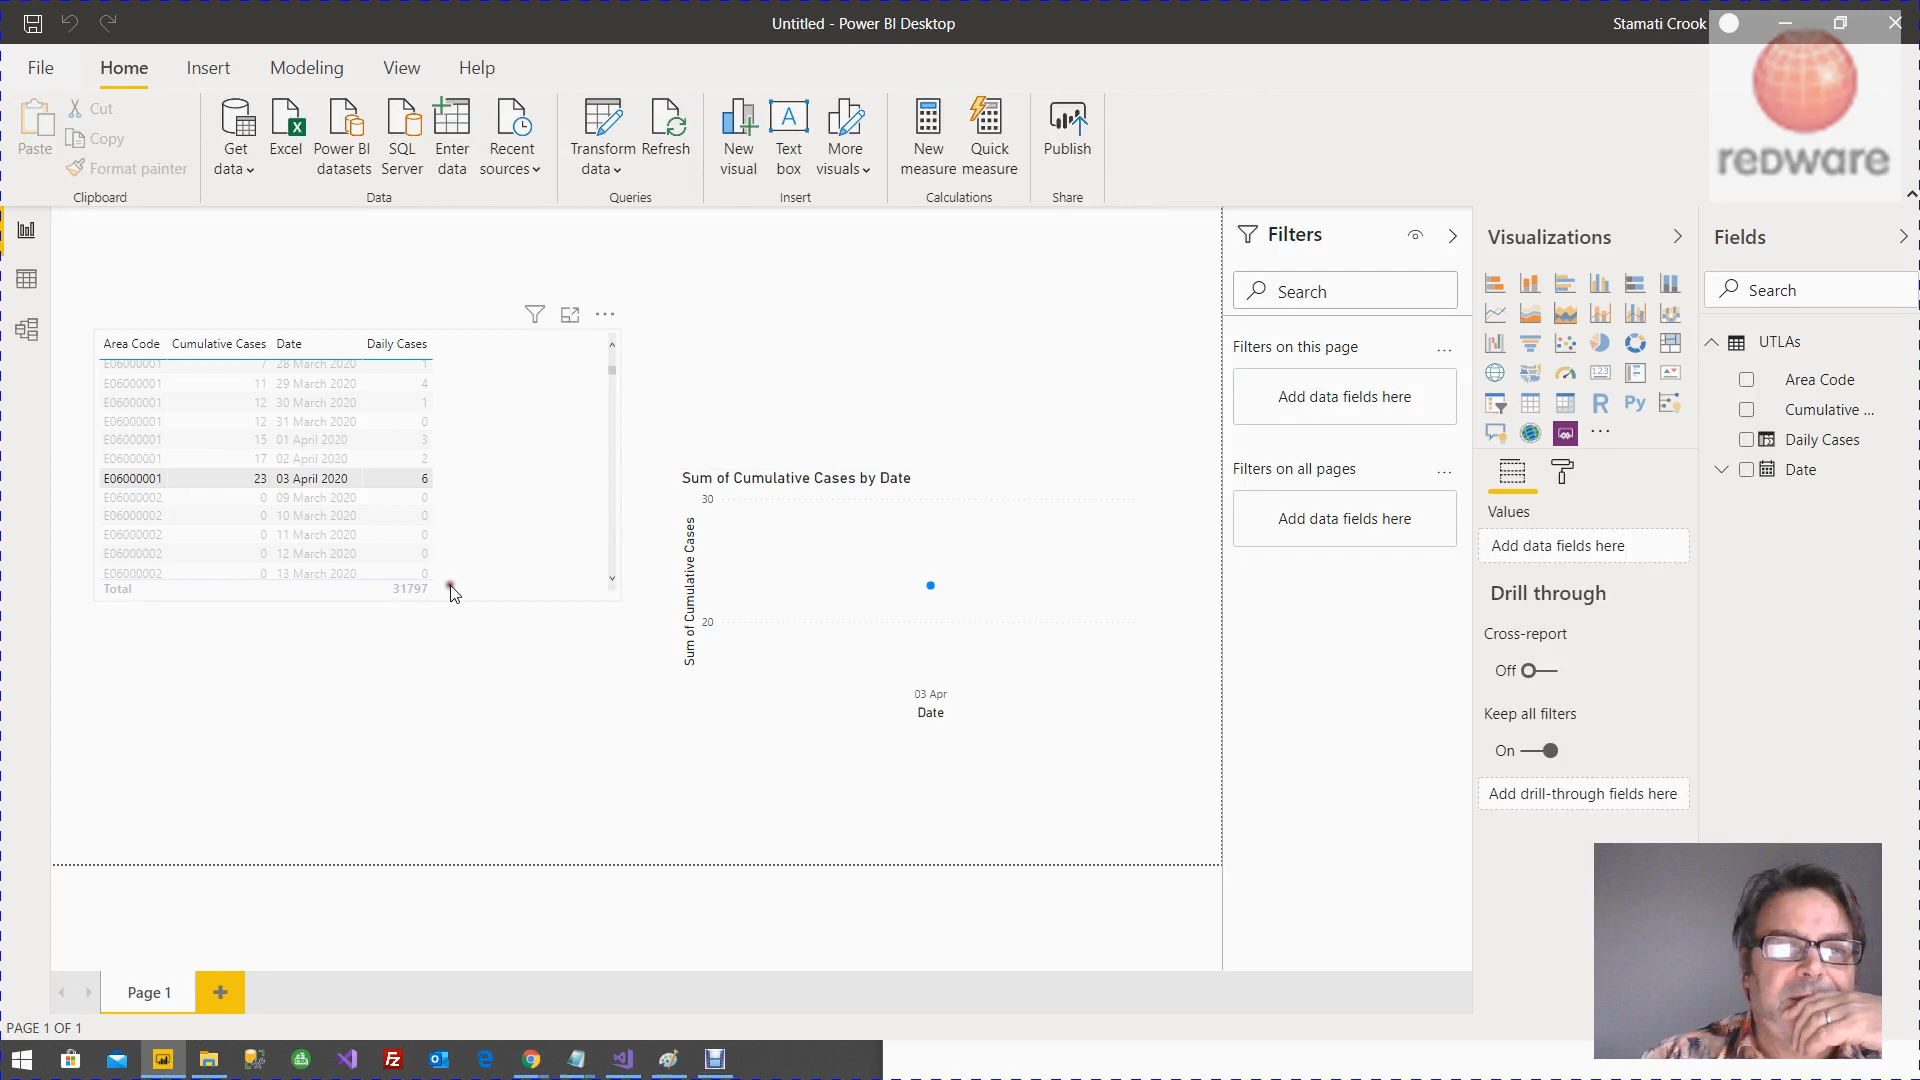 Untitled - Power BI Desktop
Stamati Crook
File
Home
Insert
Modeling
View
Help
redware
Paste
Cut
Copy
Format painter
Clipboard
Get data
Excel
Power BI datasets
SQL Server
Enter data
Recent sources
Data
Transform data
Refresh
Queries
New visual
Text box
More visuals
Insert
New measure
Quick measure
Calculations
Publish
Share
Area Code Cumulative Cases Date Daily Cases
E06000001 7 28 March 2020 1
E06000001 11 29 March 2020 4
E06000001 12 30 March 2020 1
E06000001 12 31 March 2020 0
E06000001 15 01 April 2020 3
E06000001 17 02 April 2020 2
E06000001 23 03 April 2020 6
E06000002 0 09 March 2020 0
E06000002 0 10 March 2020 0
E06000002 0 11 March 2020 0
E06000002 0 12 March 2020 0
E06000002 0 13 March 2020 0
Total 31797
Sum of Cumulative Cases by Date
Sum of Cumulative Cases
30
20
03 Apr
Date
Filters
Search
Filters on this page ...
Add data fields here
Filters on all pages ...
Add data fields here
Visualizations
123
R
Py
...
Values
Add data fields here
Drill through
Cross-report
Off
Keep all filters
On
Add drill-through fields here
Fields
Search
UTLAs
Area Code
Cumulative ...
Daily Cases
Date
Page 1
PAGE 1 OF 1